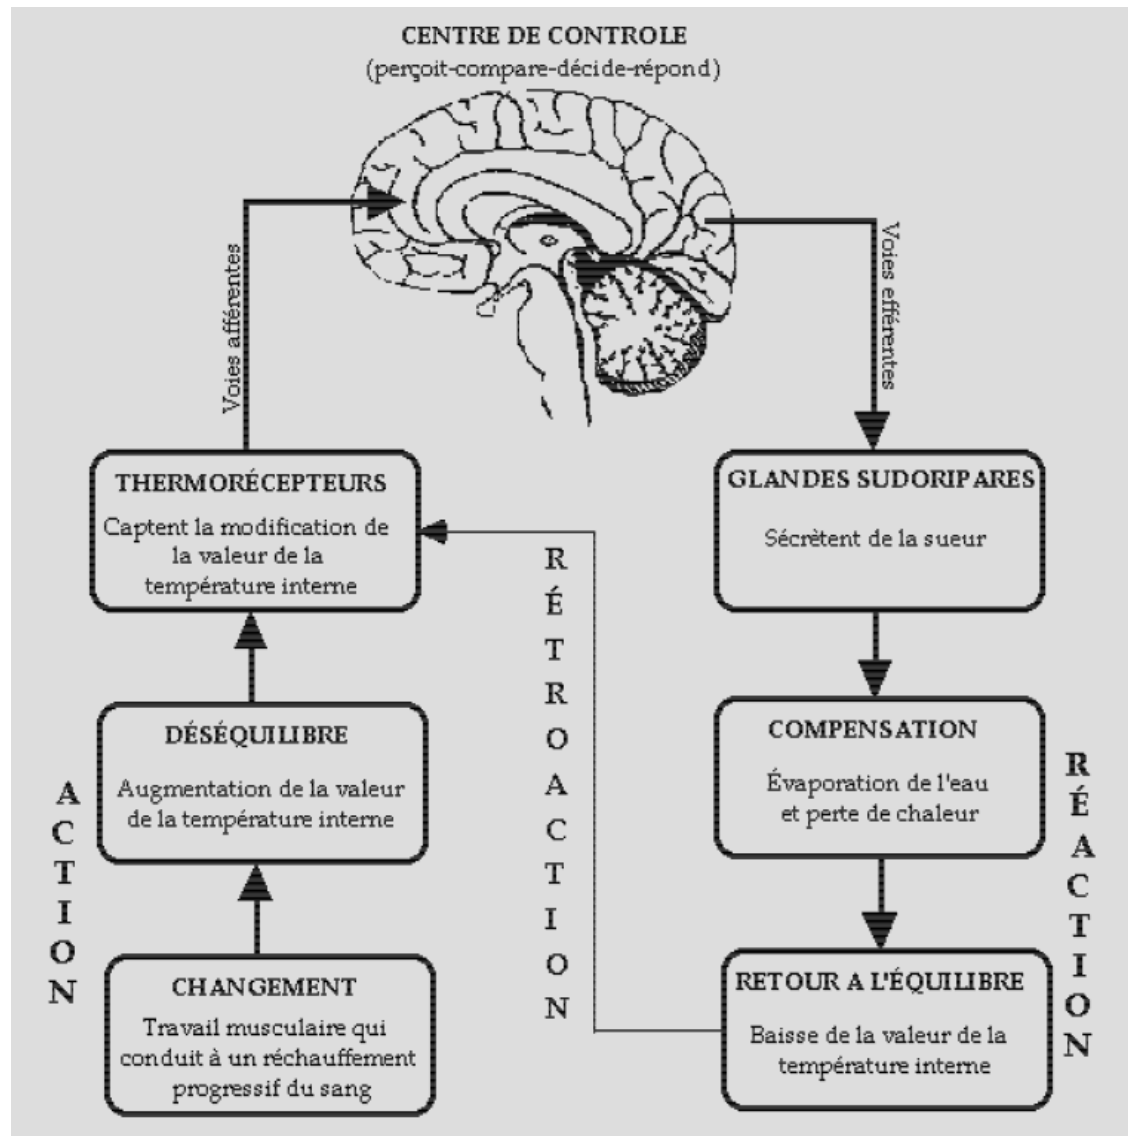 CENTRE DE CONTROLE
(perçoit-compare-décide-répond)
Voies afférentes
Voies efférentes
THERMORÉCEPTEURS
Captent la modification de
la valeur de la
température interne
GLANDES SUDORIPARES
Sécrètent de la sueur
RÉTROACTION
DÉSÉQUILIBRE
Augmentation de la valeur
de la température interne
COMPENSATION
Évaporation de l'eau
et perte de chaleur
ACTION
RÉACTION
CHANGEMENT
Travail musculaire qui
conduit à un réchauffement
progressif du sang
RETOUR A L'ÉQUILIBRE
Baisse de la valeur de la
température interne